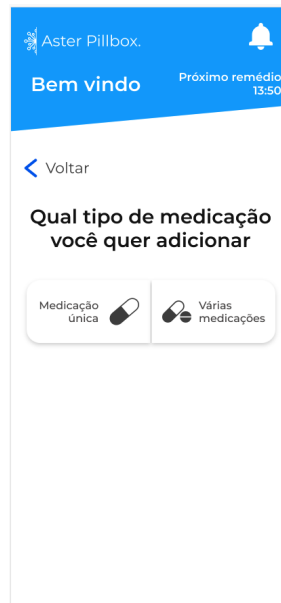 Aster Pillbox.
Bem vindo
Próximo remédio
13:50
Voltar
Qual tipo de medicação
você quer adicionar
Medicação
única
Várias
medicações